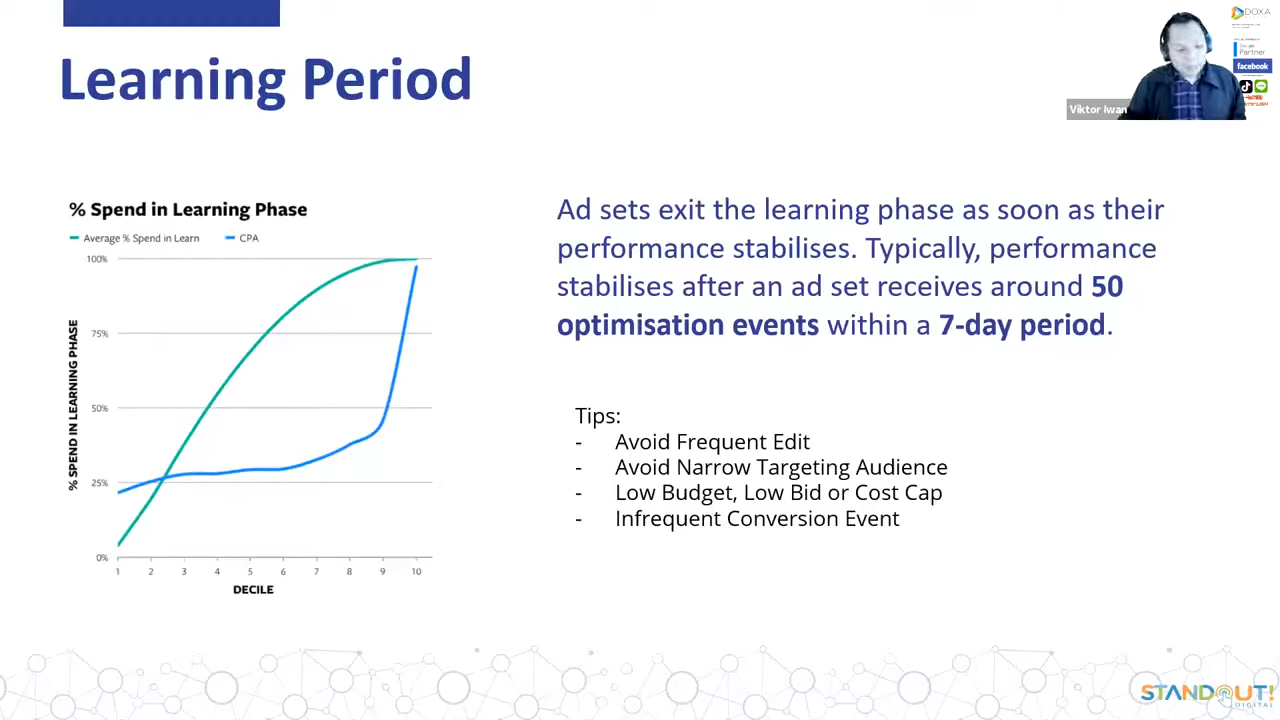 Learning Period
DOXA
Google
Partner
facebook
Viktor Iwan
% Spend in Learning Phase
Average % Spend in Learn
CPA
100%
75%
50%
25%
0%
% SPEND IN LEARNING PHASE
1 2 3 4 5 6 7 8 9 10
DECILE
Ad sets exit the learning phase as soon as their
performance stabilises. Typically, performance
stabilises after an ad set receives around 50
optimisation events within a 7-day period.
Tips:
- Avoid Frequent Edit
- Avoid Narrow Targeting Audience
- Low Budget, Low Bid or Cost Cap
- Infrequent Conversion Event
STANDOUT!
DIGITAL